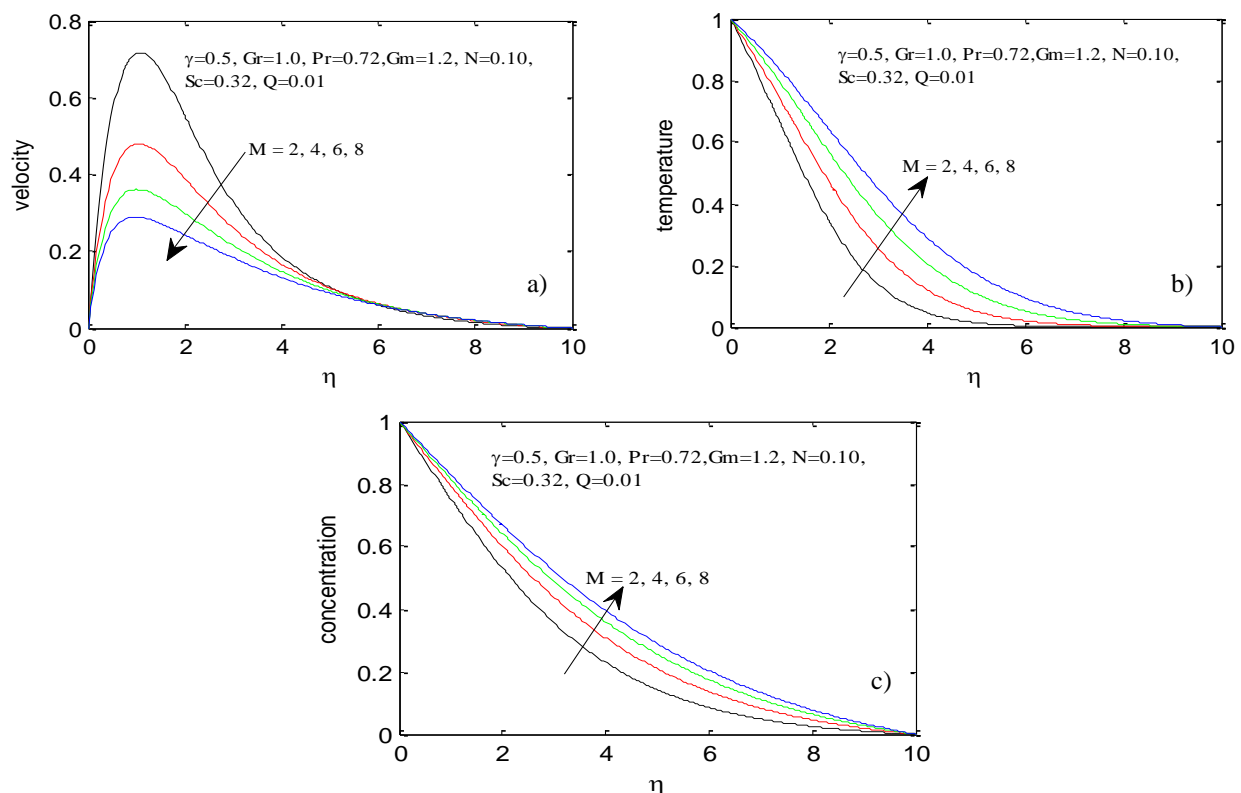 0.8
0.6
0.4
0.2
0
velocity
γ=0.5, Gr=1.0, Pr=0.72,Gm=1.2, N=0.10,
Sc=0.32, Q=0.01
M = 2, 4, 6, 8
a)
0 2 4 6 8 10
η
1
0.8
0.6
0.4
0.2
0
temperature
γ=0.5, Gr=1.0, Pr=0.72,Gm=1.2, N=0.10,
Sc=0.32, Q=0.01
M = 2, 4, 6, 8
b)
0 2 4 6 8 10
η
1
0.8
0.6
0.4
0.2
0
concentration
γ=0.5, Gr=1.0, Pr=0.72,Gm=1.2, N=0.10,
Sc=0.32, Q=0.01
M = 2, 4, 6, 8
c)
0 2 4 6 8 10
η